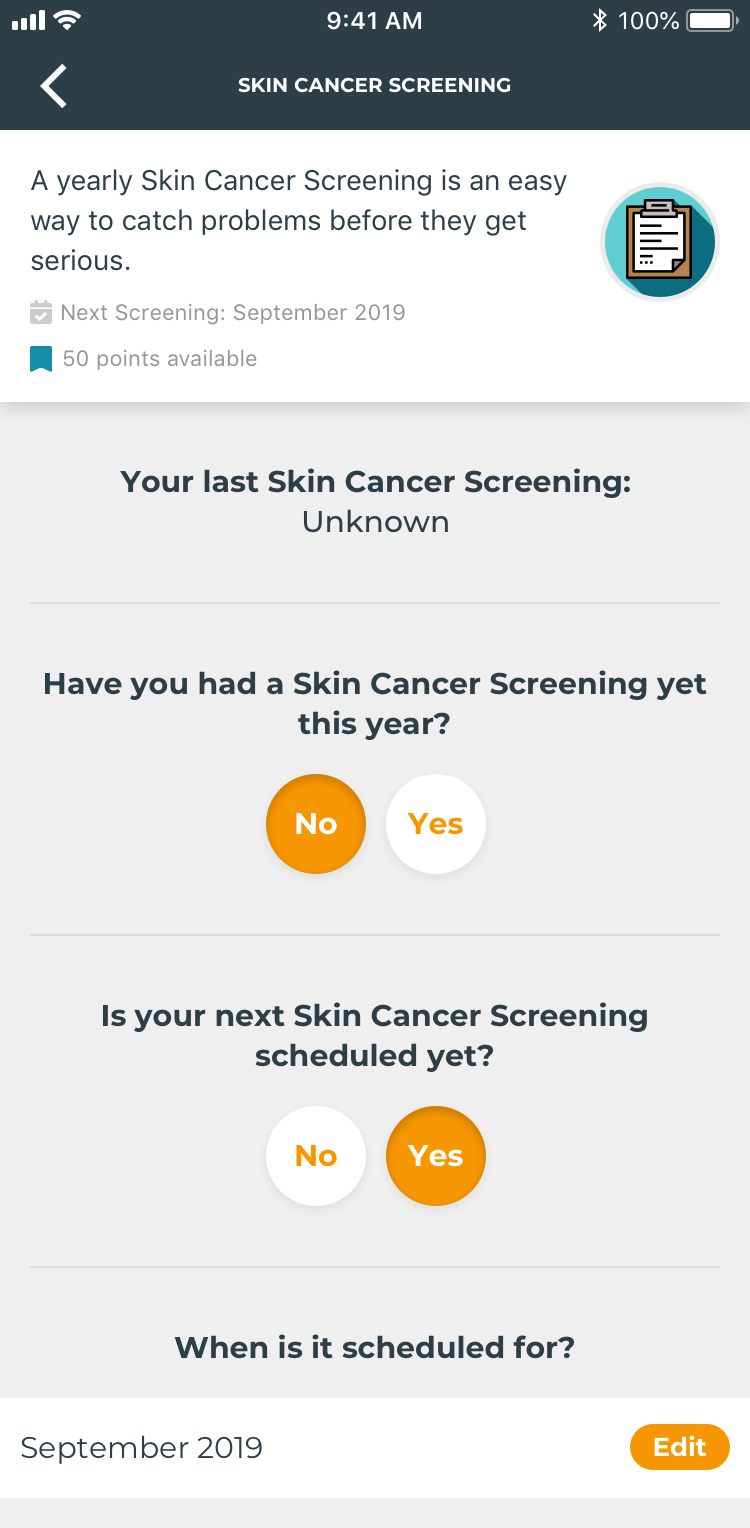 9:41 AM 100%
SKIN CANCER SCREENING
A yearly Skin Cancer Screening is an easy
way to catch problems before they get
serious.
Next Screening: September 2019
50 points available
Your last Skin Cancer Screening:
Unknown
Have you had a Skin Cancer Screening yet
this year?
No Yes
Is your next Skin Cancer Screening
scheduled yet?
No Yes
When is it scheduled for?
September 2019 Edit